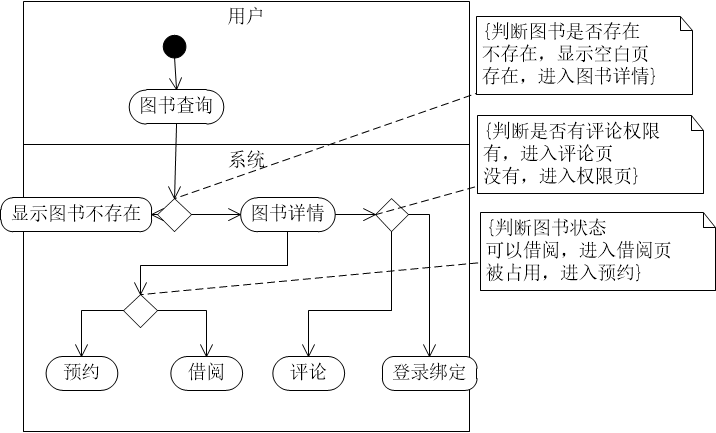 用户
{判断图书是否存在
不存在，显示空白页
存在，进入图书详情}
图书查询
{判断是否有评论权限
有，进入评论页
没有，进入权限页}
系统
显示图书不存在
图书详情
{判断图书状态
可以借阅，进入借阅页
被占用，进入预约}
预约
借阅
评论
登录绑定